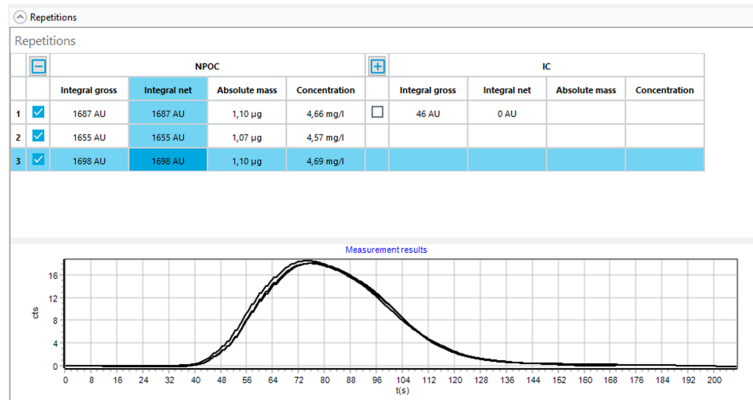 Repetitions
Repetitions
NPOC IC
Integral gross Integral net Absolute mass Concentration Integral gross Integral net Absolute mass Concentration
1 1687 AU 1687 AU 1,10 µg 4,66 mg/l 46 AU 0 AU
2 1655 AU 1655 AU 1,07 µg 4,57 mg/l
3 1698 AU 1698 AU 1,10 µg 4,69 mg/l
Measurement results
cts
16
12
8
4
0
0 8 16 24 32 40 48 56 64 72 80 88 96 104 112 120 128 136 144 152 160 168 176 184 192 200
t(s)